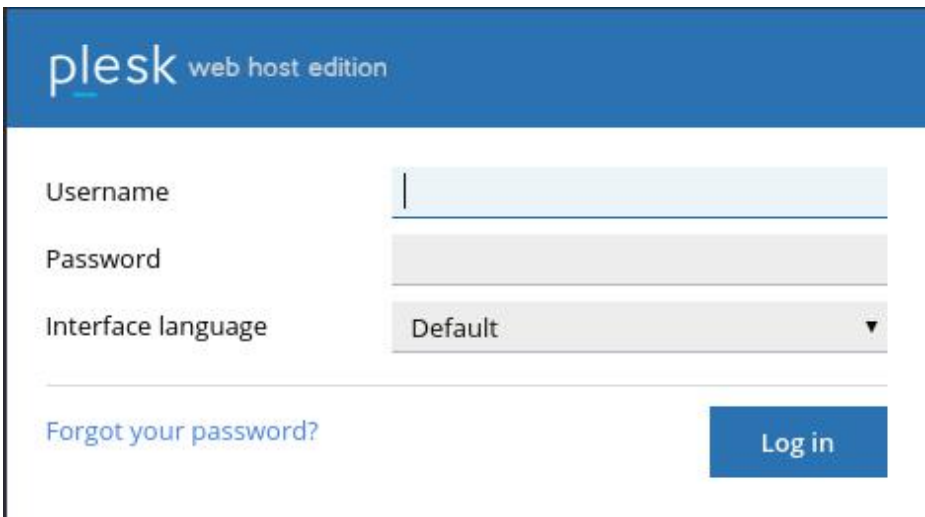 plesk web host edition
Username
Password
Interface language Default
Forgot your password?
Log in